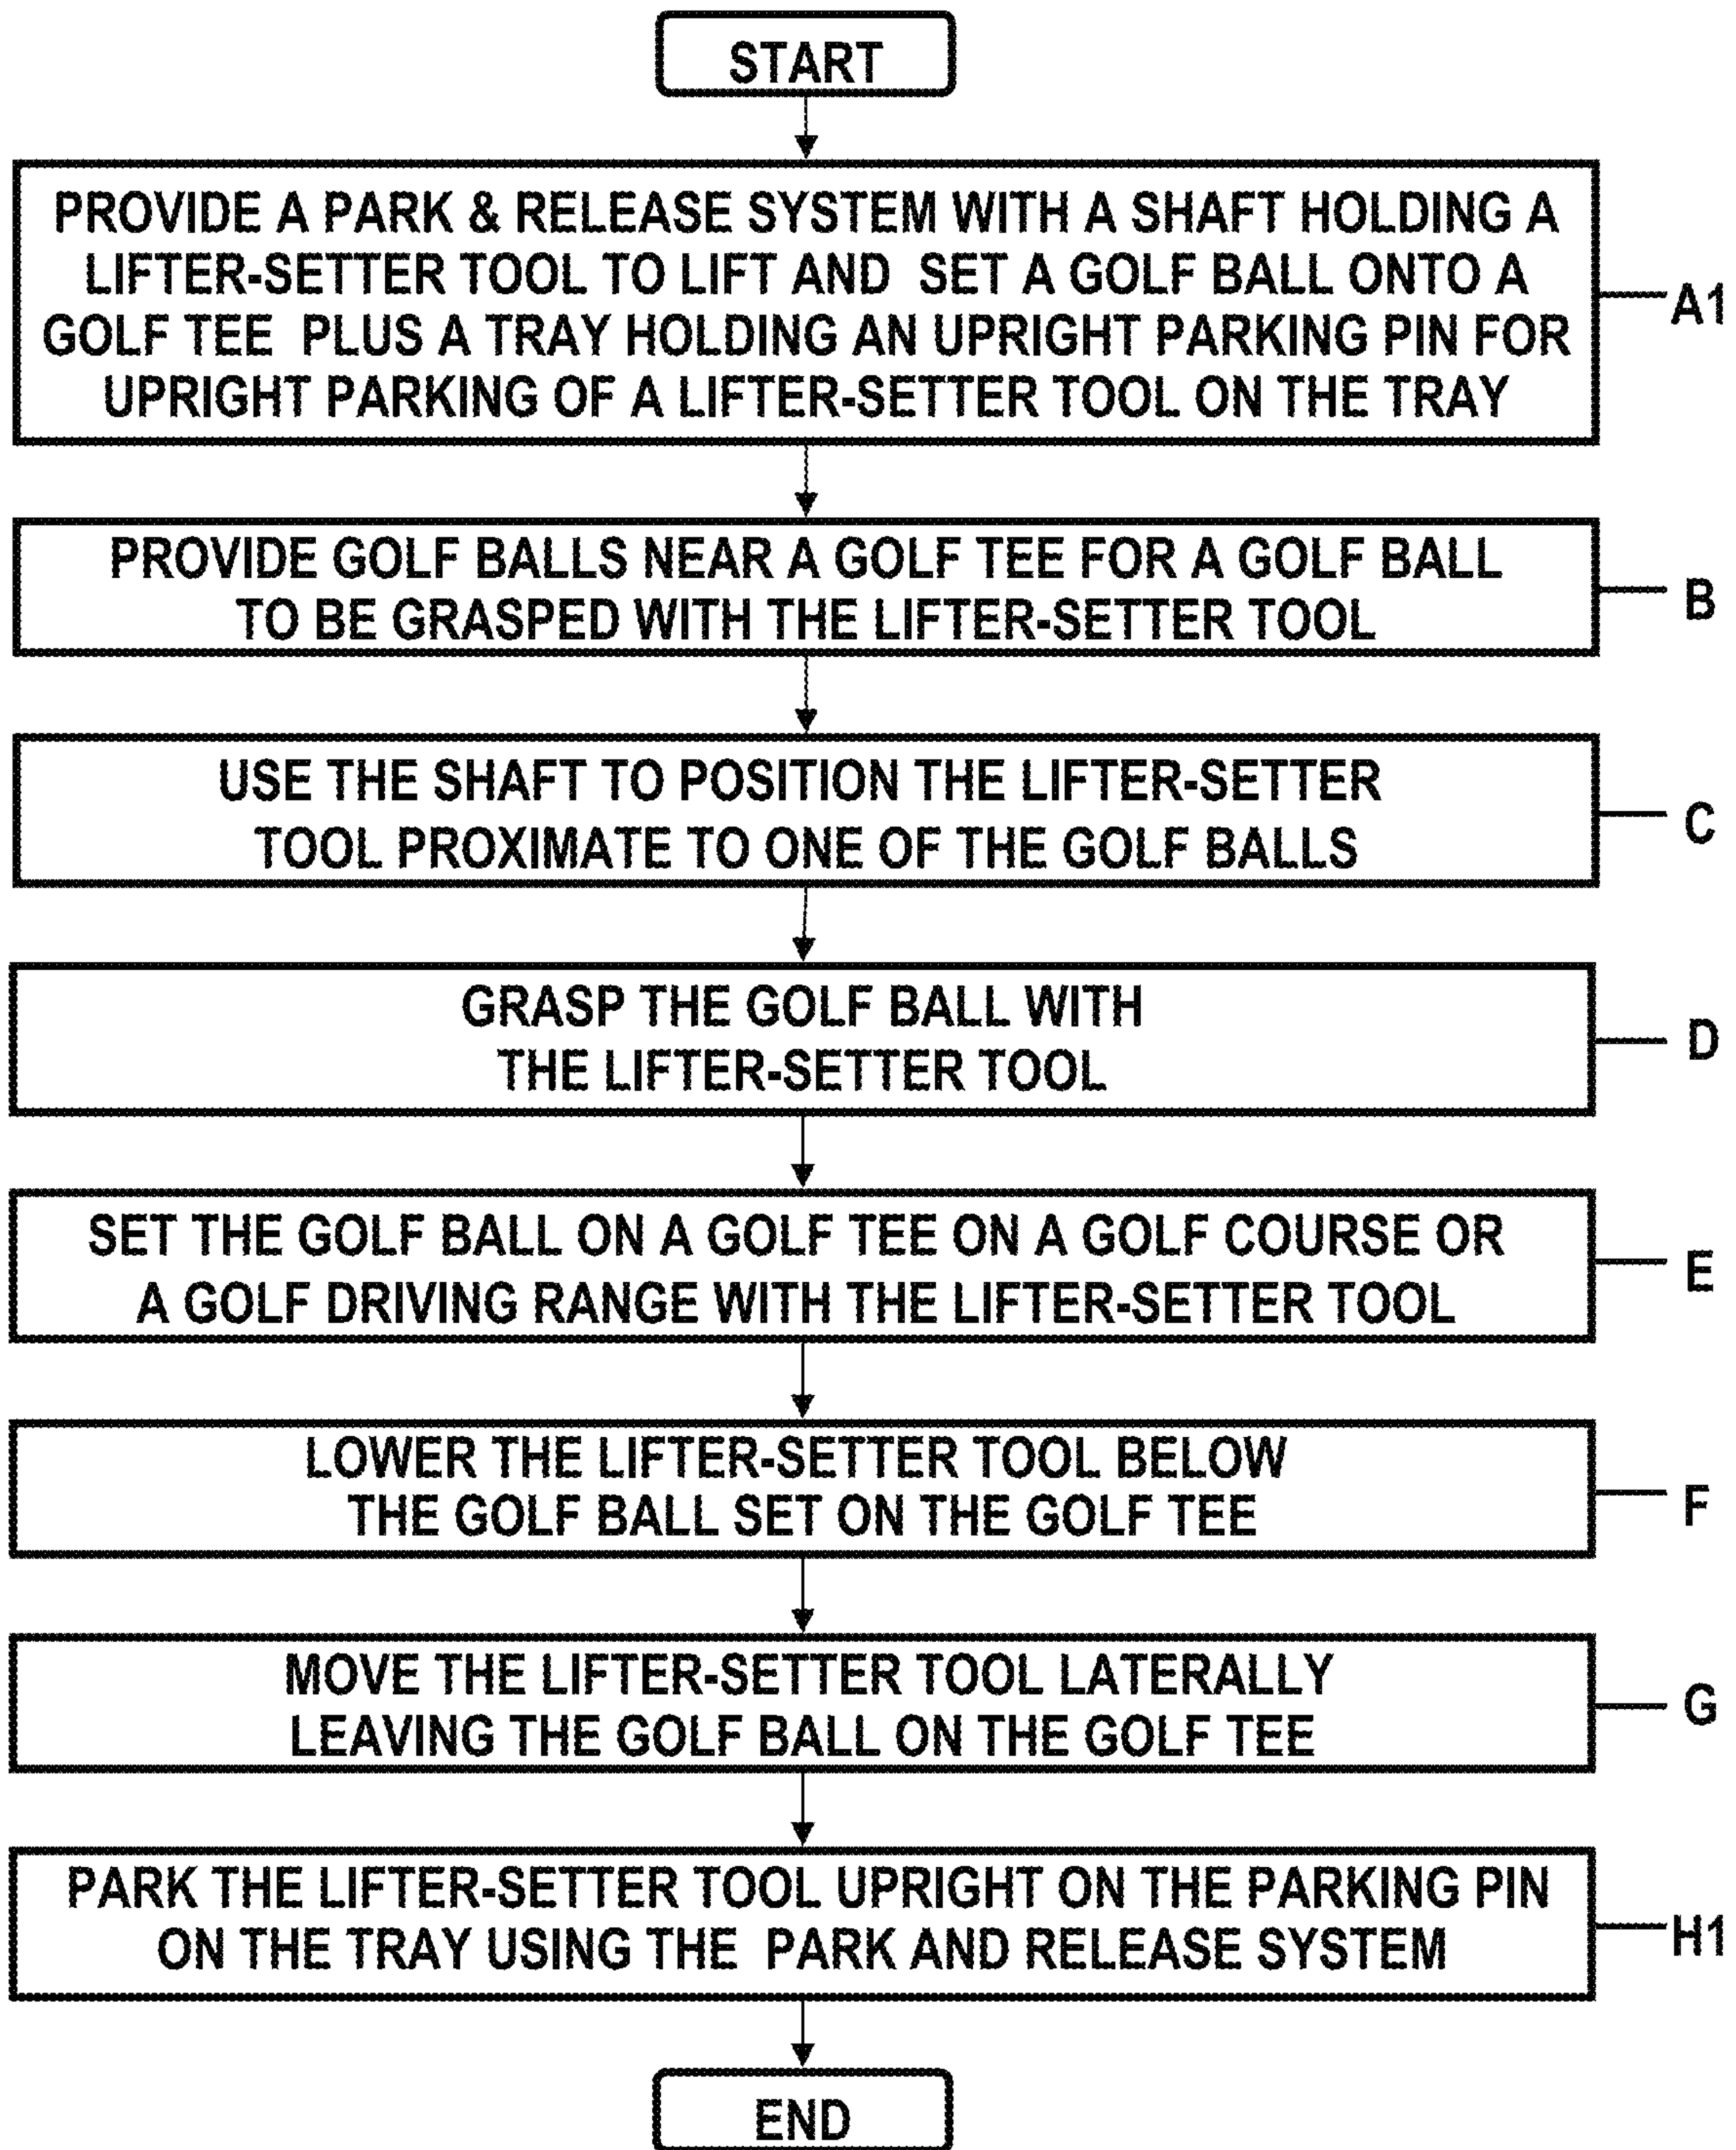 START
PROVIDE A PARK & RELEASE SYSTEM WITH A SHAFT HOLDING A
LIFTER-SETTER TOOL TO LIFT AND SET A GOLF BALL ONTO A
GOLF TEE PLUS A TRAY HOLDING AN UPRIGHT PARKING PIN FOR
UPRIGHT PARKING OF A LIFTER-SETTER TOOL ON THE TRAY
A1
PROVIDE GOLF BALLS NEAR A GOLF TEE FOR A GOLF BALL
TO BE GRASPED WITH THE LIFTER-SETTER TOOL
B
USE THE SHAFT TO POSITION THE LIFTER-SETTER
TOOL PROXIMATE TO ONE OF THE GOLF BALLS
C
GRASP THE GOLF BALL WITH
THE LIFTER-SETTER TOOL
D
SET THE GOLF BALL ON A GOLF TEE ON A GOLF COURSE OR
A GOLF DRIVING RANGE WITH THE LIFTER-SETTER TOOL
E
LOWER THE LIFTER-SETTER TOOL BELOW
THE GOLF BALL SET ON THE GOLF TEE
F
MOVE THE LIFTER-SETTER TOOL LATERALLY
LEAVING THE GOLF BALL ON THE GOLF TEE
G
PARK THE LIFTER-SETTER TOOL UPRIGHT ON THE PARKING PIN
ON THE TRAY USING THE PARK AND RELEASE SYSTEM
H1
END